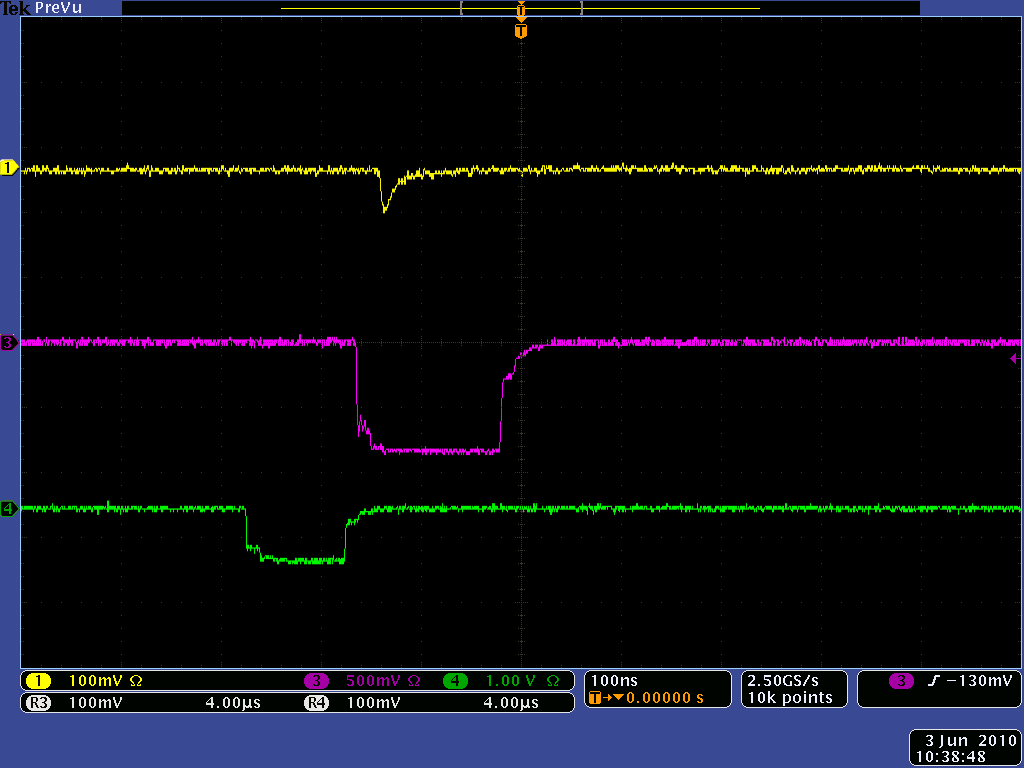 Tek PreVu
T
T
1
3
4
1 100mV Ω 3 500mV Ω 4 1.00 V Ω
R3 100mV 4.00µs R4 100mV 4.00µs
100ns
T→▼0.00000 s
2.50GS/s
10k points
3 ∫ −130mV
3 Jun 2010
10:38:48